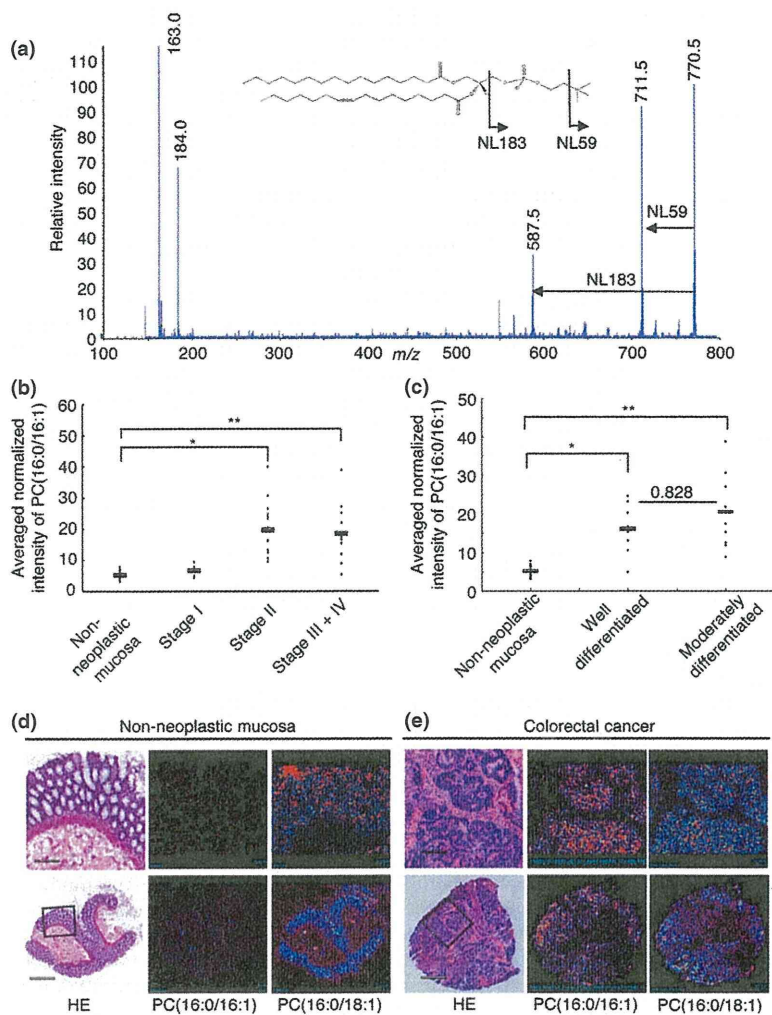 (a)
Relative intensity
110
100
90
80
70
60
50
40
30
20
10
0
163.0
184.0
587.5
711.5
770.5
NL183
NL59
NL59
NL183
100 200 300 400 500 600 700 800
m/z
(b)
Averaged normalized
intensity of PC(16:0/16:1)
60
50
40
30
20
10
0
**
*
Non-
neoplastic
mucosa
Stage I
Stage II
Stage III + IV
(c)
Averaged normalized
intensity of PC(16:0/16:1)
50
40
30
20
10
0
**
*
0.828
Non-neoplastic
mucosa
Well
differentiated
Moderately
differentiated
(d)
Non-neoplastic mucosa
HE PC(16:0/16:1) PC(16:0/18:1)
(e)
Colorectal cancer
HE PC(16:0/16:1) PC(16:0/18:1)